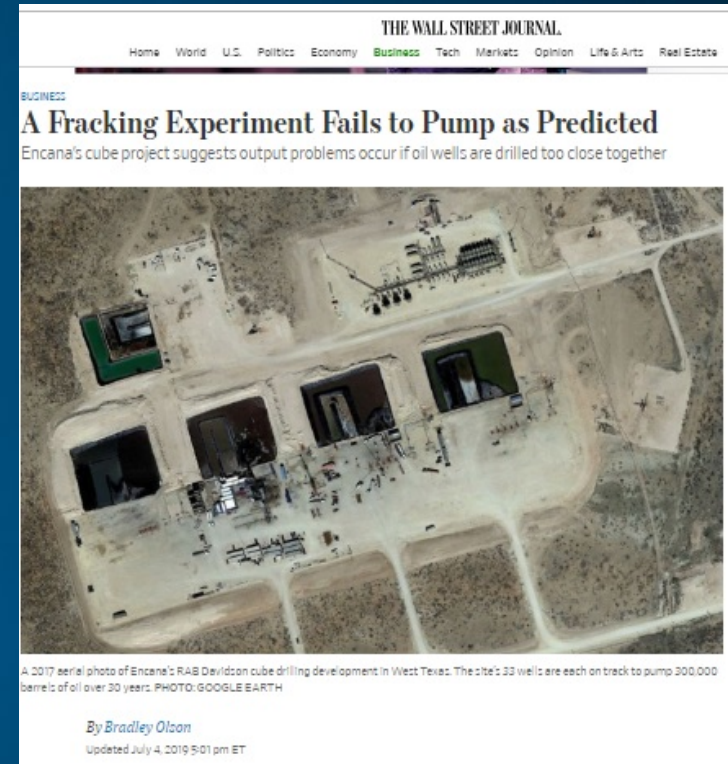 THE WALL STREET JOURNAL.
Home World U.S. Politics Economy Business Tech Markets Opinion Life & Arts Real Estate
BUSINESS
A Fracking Experiment Fails to Pump as Predicted
Encana's cube project suggests output problems occur if oil wells are drilled too close together
A 2017 aerial photo of Encana's RAB Davidson cube drilling development in West Texas. The site's 33 wells are each on track to pump 300,000
barrels of oil over 30 years. PHOTO: GOOGLE EARTH
By Bradley Olson
Updated July 4, 2019 5:01 pm ET